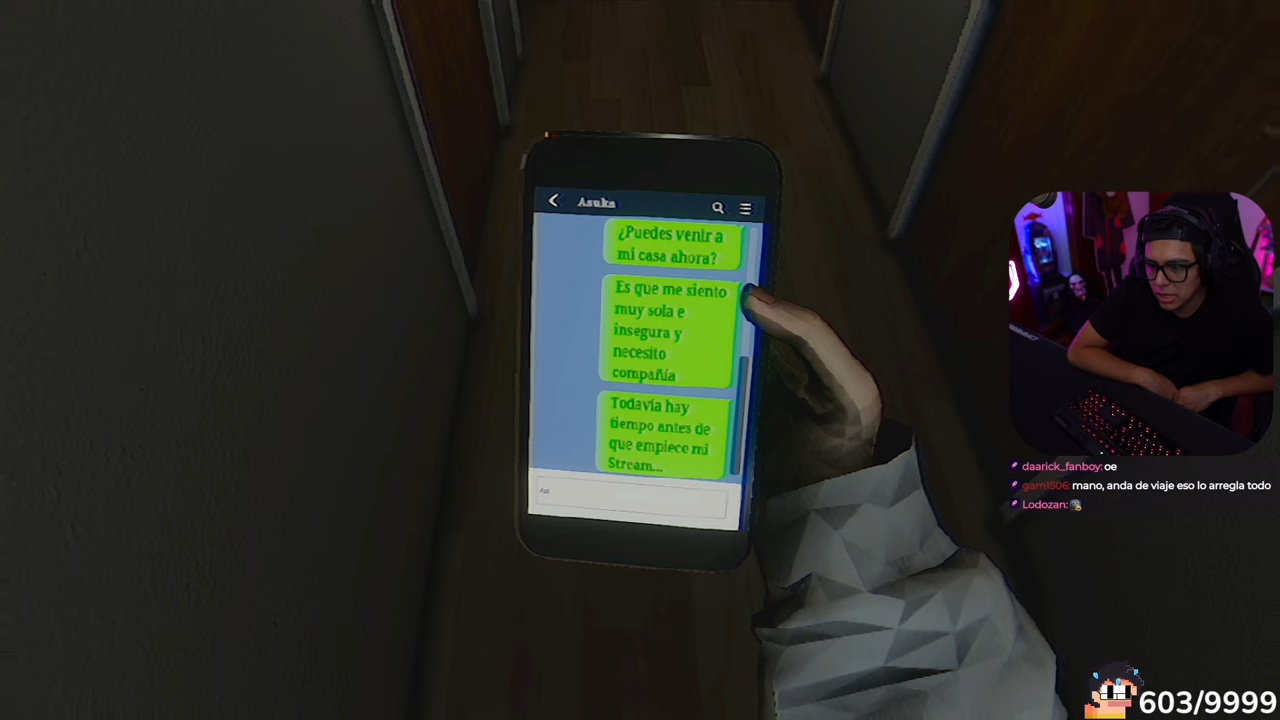 Asuka
¿Puedes venir a
mi casa ahora?
Es que me siento
muy sola e
insegura y
necesito
compañía
Todavía hay
tiempo antes de
que empiece mi
Stream...
Aa
daarick_fanboy: oe
gam1506: mano, anda de viaje eso lo arregla todo
Lodozan:
603/9999